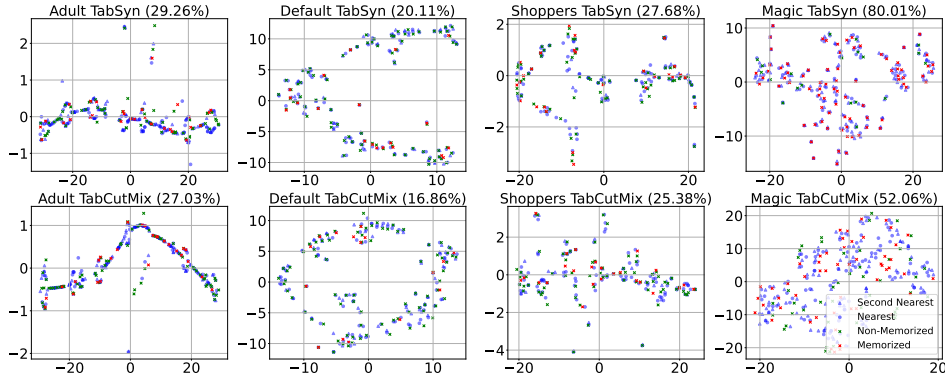 Adult TabSyn (29.26%)
Default TabSyn (20.11%)
Shoppers TabSyn (27.68%)
Magic TabSyn (80.01%)
2
1
0
−1
−20 0 20
10
5
0
−5
−10
−10 0 10
2
0
−2
−20 0 20
10
0
−10
−20 0 20
Adult TabCutMix (27.03%)
Default TabCutMix (16.86%)
Shoppers TabCutMix (25.38%)
Magic TabCutMix (52.06%)
1
0
−1
−2
−20 0 20
10
5
0
−5
−10
−10 0 10
2
0
−2
−4
−20 0 20
20
10
0
−10
−20
−20 −10 0 10 20
Second Nearest
Nearest
Non-Memorized
Memorized